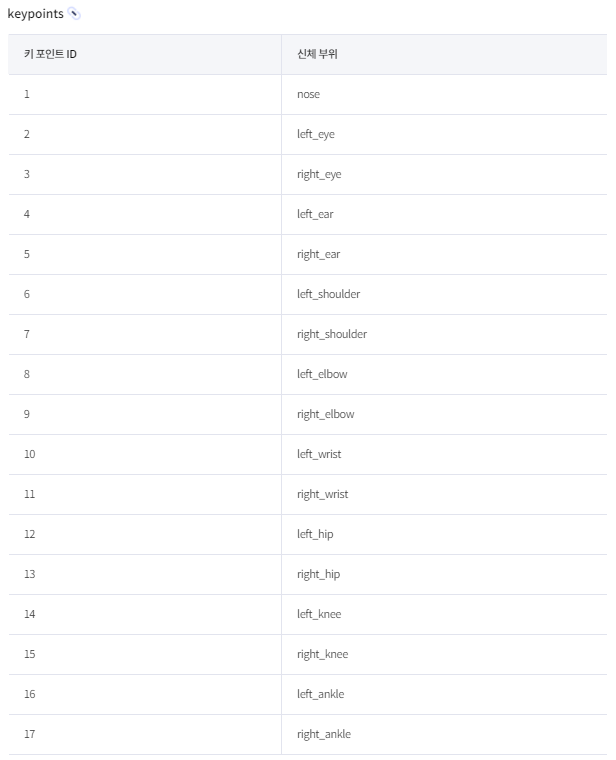 keypoints
키 포인트 ID 신체 부위
1 nose
2 left_eye
3 right_eye
4 left_ear
5 right_ear
6 left_shoulder
7 right_shoulder
8 left_elbow
9 right_elbow
10 left_wrist
11 right_wrist
12 left_hip
13 right_hip
14 left_knee
15 right_knee
16 left_ankle
17 right_ankle